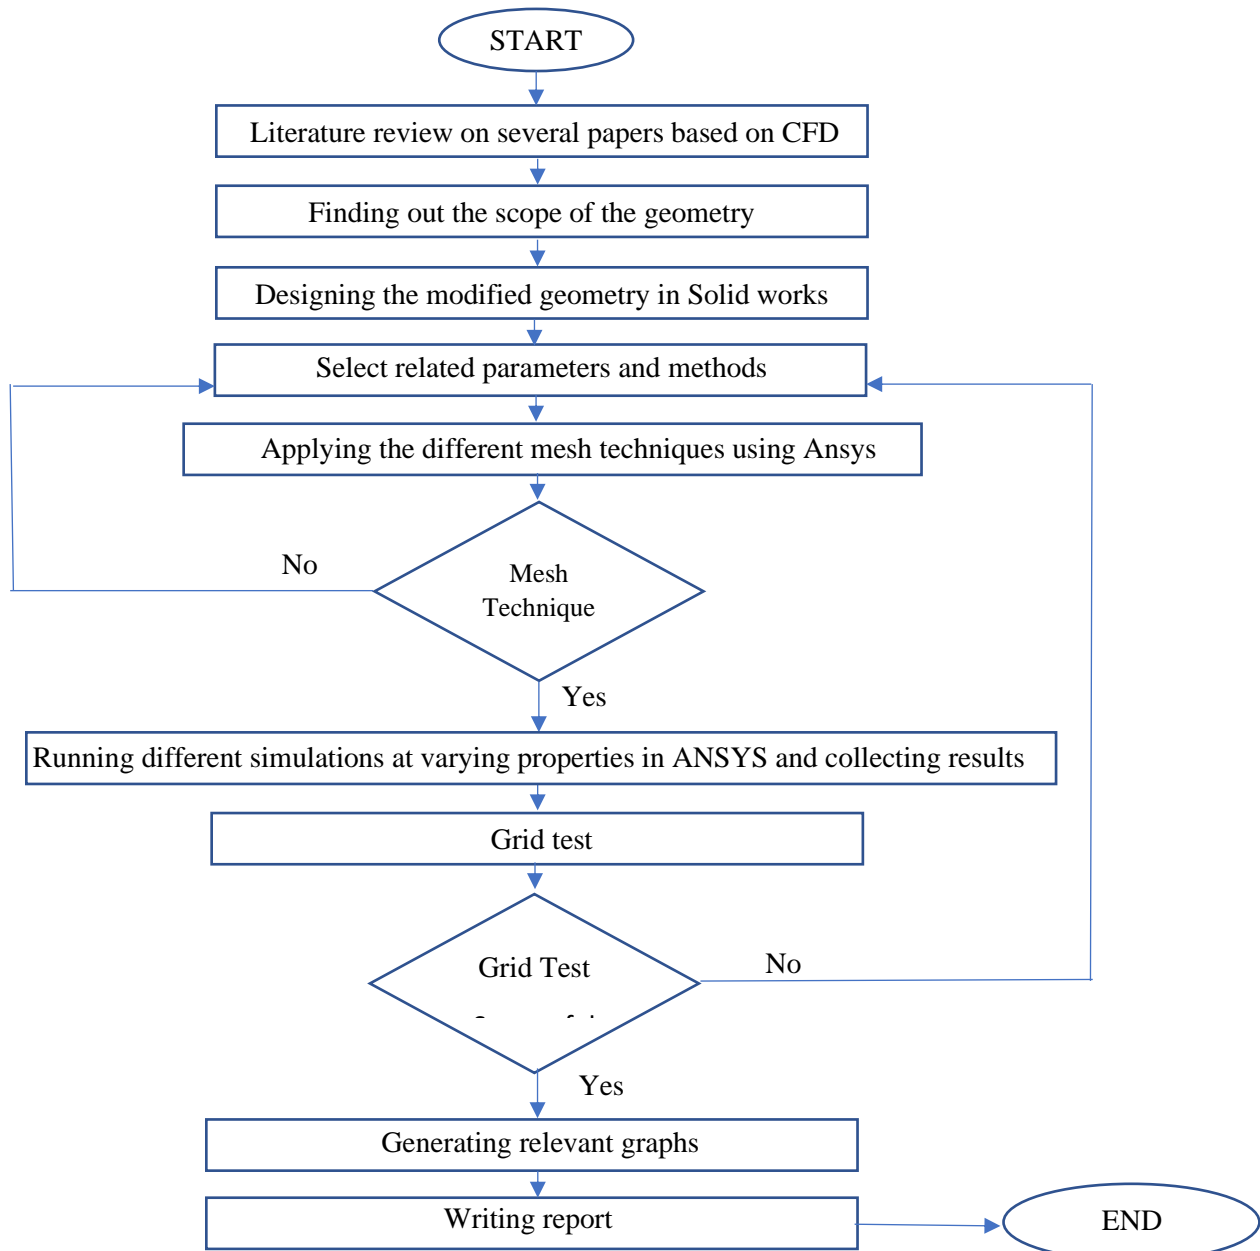 START
Literature review on several papers based on CFD
Finding out the scope of the geometry
Designing the modified geometry in Solid works
Select related parameters and methods
Applying the different mesh techniques using Ansys
No
Mesh
Technique
Yes
Running different simulations at varying properties in ANSYS and collecting results
Grid test
Grid Test
No
Yes
Generating relevant graphs
Writing report
END